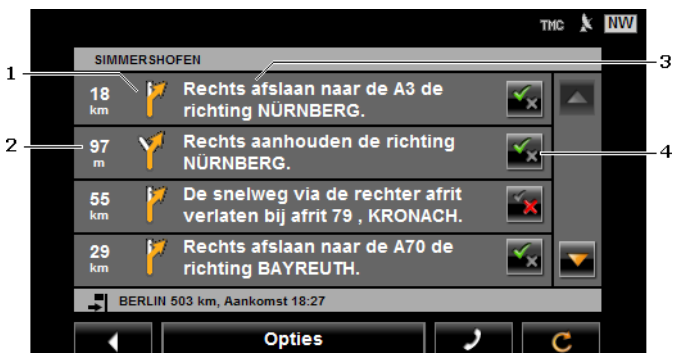 TMC NW
SIMMERSHOFEN
1
3
18 km
Rechts afslaan naar de A3 de
richting NÜRNBERG.
2
97 m
Rechts aanhouden de richting
NÜRNBERG.
4
55 km
De snelweg via de rechter afrit
verlaten bij afrit 79 , KRONACH.
29 km
Rechts afslaan naar de A70 de
richting BAYREUTH.
BERLIN 503 km, Aankomst 18:27
Opties